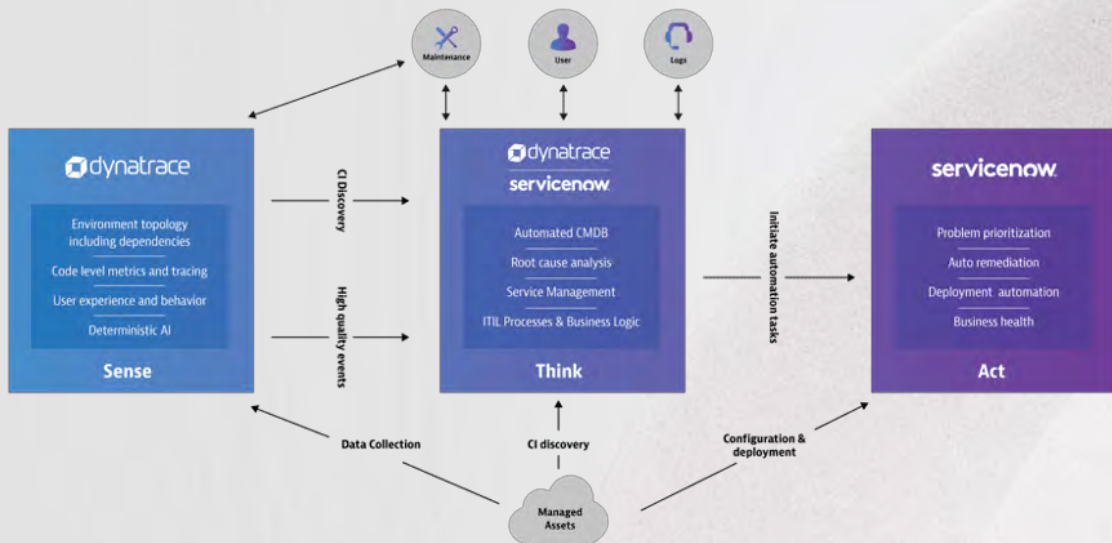 Maintenance
User
Logs
dynatrace
Environment topology
including dependencies
Code level metrics and tracing
User experience and behavior
Deterministic AI
Sense
CI Discovery
High quality events
dynatrace
servicenow
Automated CMDB
Root cause analysis
Service Management
ITIL Processes & Business Logic
Think
Initiate automation
tasks
servicenow
Problem prioritization
Auto remediation
Deployment automation
Business health
Act
Data Collection
CI discovery
Configuration &
deployment
Managed
Assets